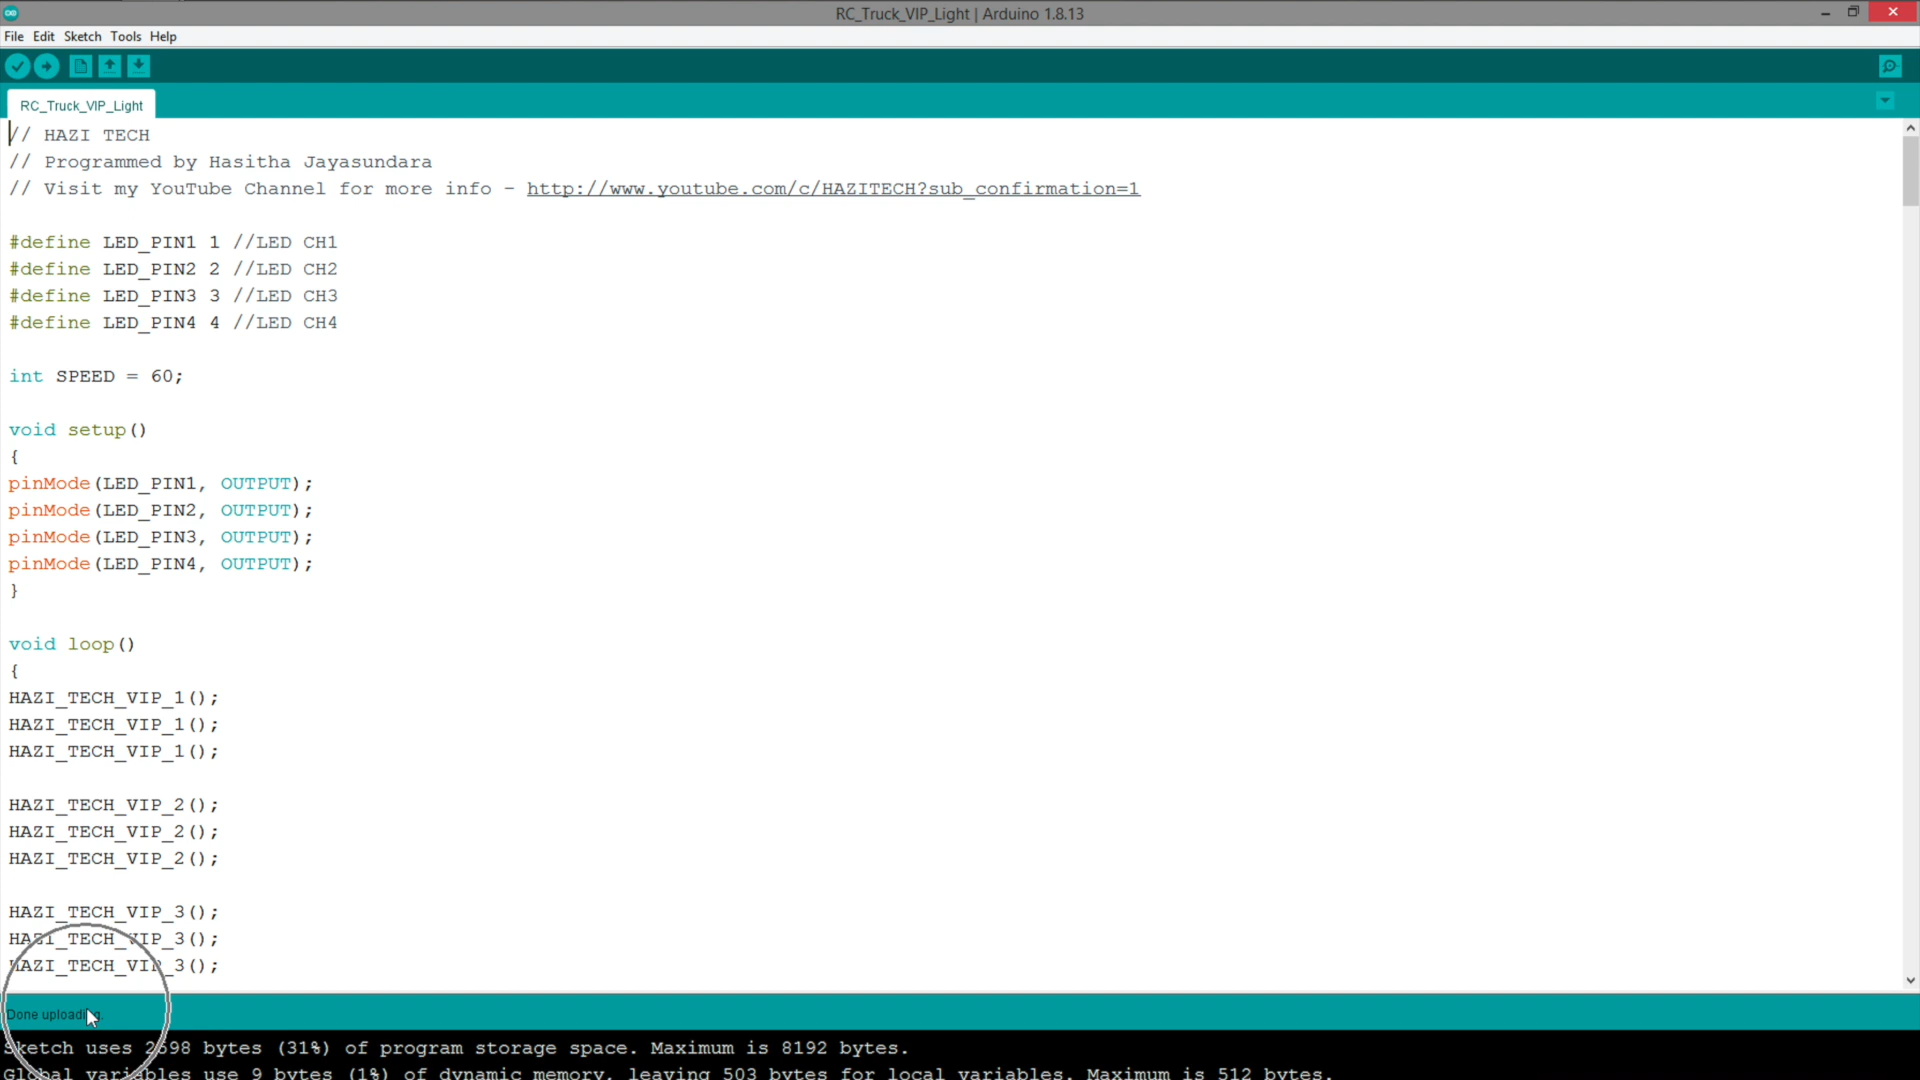 RC_Truck_VIP_Light | Arduino 1.8.13
File Edit Sketch Tools Help
RC_Truck_VIP_Light
// HAZI TECH
// Programmed by Hasitha Jayasundara
// Visit my YouTube Channel for more info - http://www.youtube.com/c/HAZITECH?sub_confirmation=1
#define LED_PIN1 1 //LED CH1
#define LED_PIN2 2 //LED CH2
#define LED_PIN3 3 //LED CH3
#define LED_PIN4 4 //LED CH4
int SPEED = 60;
void setup()
{
pinMode(LED_PIN1, OUTPUT);
pinMode(LED_PIN2, OUTPUT);
pinMode(LED_PIN3, OUTPUT);
pinMode(LED_PIN4, OUTPUT);
}
void loop()
{
HAZI_TECH_VIP_1();
HAZI_TECH_VIP_1();
HAZI_TECH_VIP_1();
HAZI_TECH_VIP_2();
HAZI_TECH_VIP_2();
HAZI_TECH_VIP_2();
HAZI_TECH_VIP_3();
HAZI_TECH_VIP_3();
HAZI_TECH_VIP_3();
Done uploading.
Sketch uses 2598 bytes (31%) of program storage space. Maximum is 8192 bytes.
Global variables use 9 bytes (1%) of dynamic memory, leaving 503 bytes for local variables. Maximum is 512 bytes.